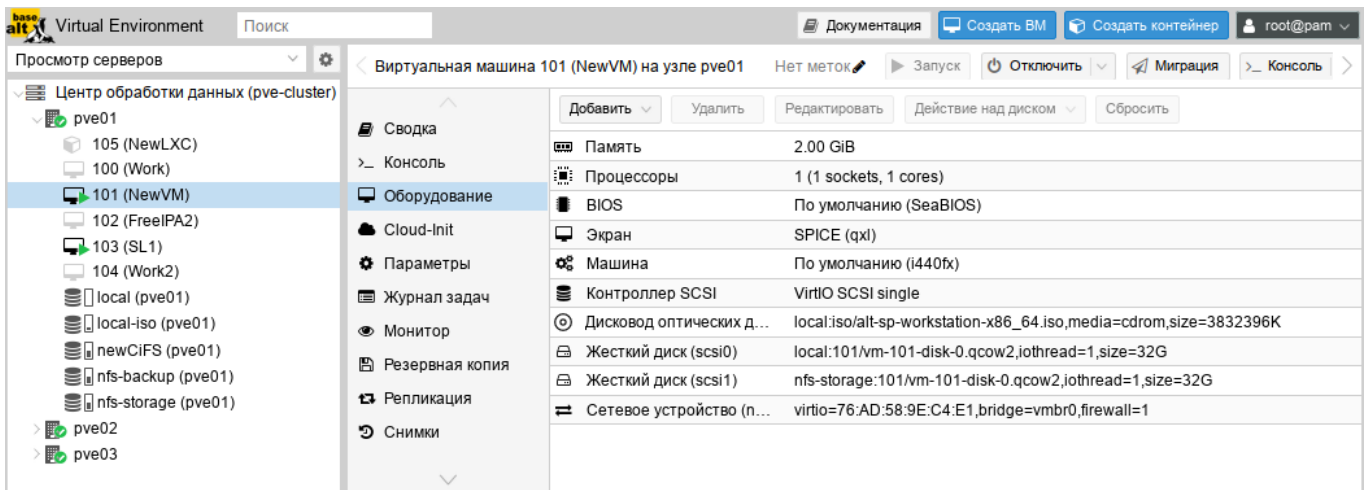 base alt Virtual Environment Поиск Документация Создать ВМ Создать контейнер root@pam
Просмотр серверов
Виртуальная машина 101 (NewVM) на узле pve01 Нет меток Запуск Отключить Миграция >_ Консоль
Центр обработки данных (pve-cluster)
pve01
105 (NewLXC)
100 (Work)
101 (NewVM)
102 (FreeIPA2)
103 (SL1)
104 (Work2)
local (pve01)
local-iso (pve01)
newCiFS (pve01)
nfs-backup (pve01)
nfs-storage (pve01)
pve02
pve03
Сводка
>_ Консоль
Оборудование
Cloud-Init
Параметры
Журнал задач
Монитор
Резервная копия
Репликация
Снимки
Добавить Удалить Редактировать Действие над диском Сбросить
Память 2.00 GiB
Процессоры 1 (1 sockets, 1 cores)
BIOS По умолчанию (SeaBIOS)
Экран SPICE (qxl)
Машина По умолчанию (i440fx)
Контроллер SCSI VirtIO SCSI single
Дисковод оптических д... local:iso/alt-sp-workstation-x86_64.iso,media=cdrom,size=3832396K
Жесткий диск (scsi0) local:101/vm-101-disk-0.qcow2,iothread=1,size=32G
Жесткий диск (scsi1) nfs-storage:101/vm-101-disk-0.qcow2,iothread=1,size=32G
Сетевое устройство (n... virtio=76:AD:58:9E:C4:E1,bridge=vmbr0,firewall=1